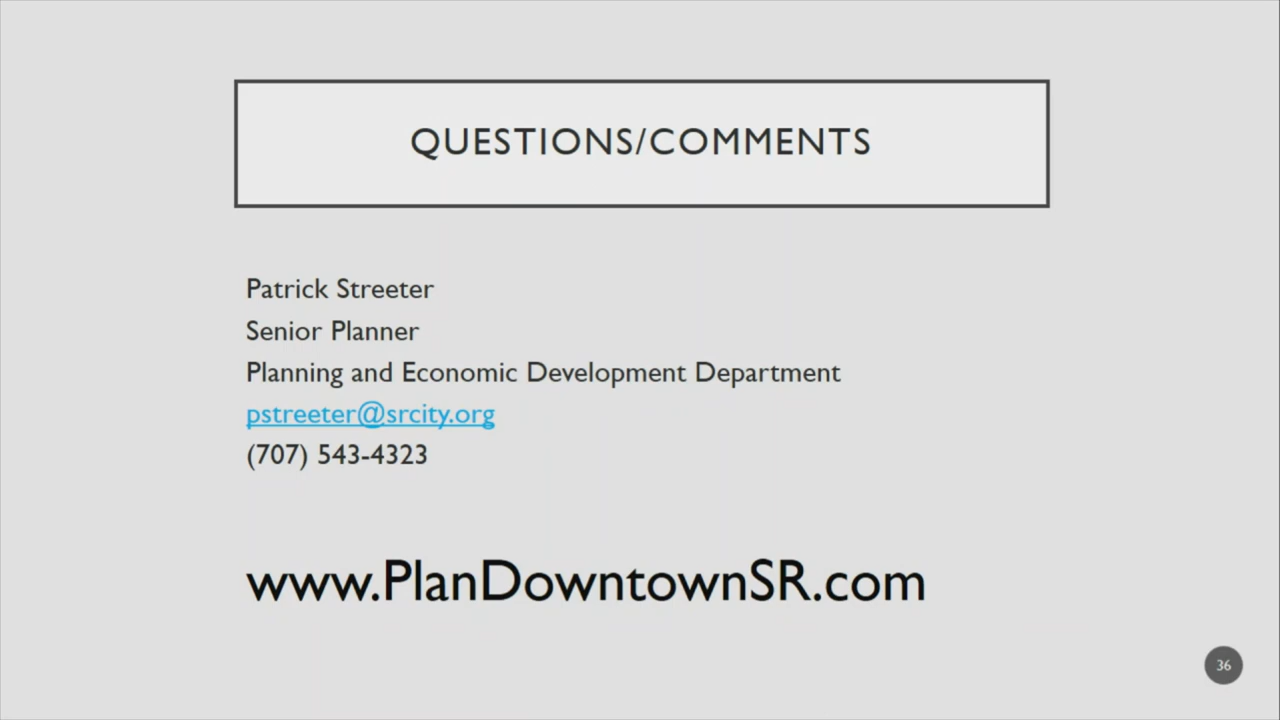 QUESTIONS/COMMENTS
Patrick Streeter
Senior Planner
Planning and Economic Development Department
pstreeter@srcity.org
(707) 543-4323
www.PlanDowntownSR.com
36